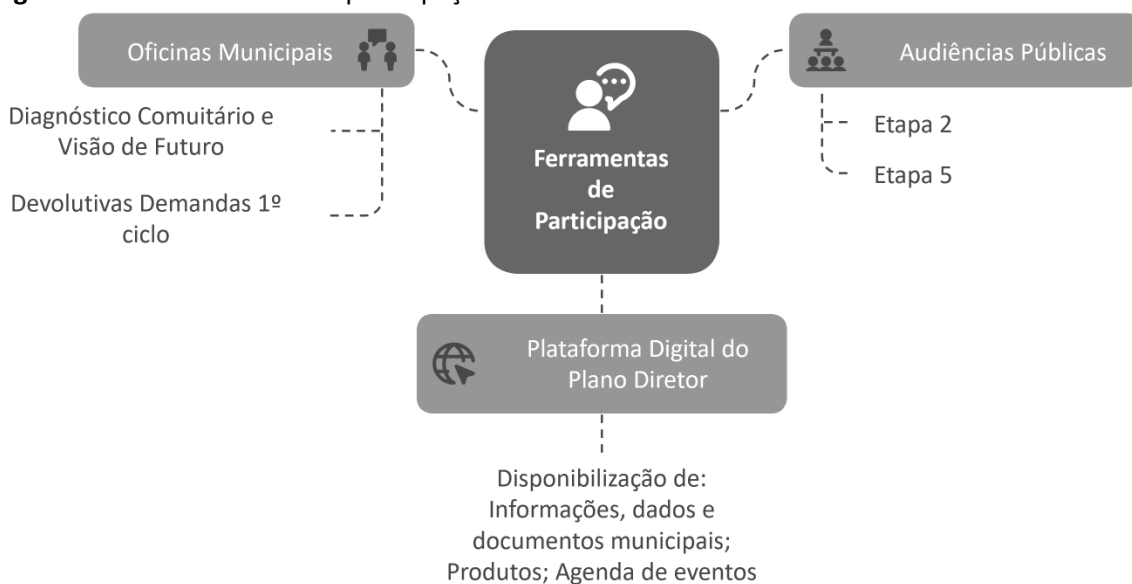 Oficinas Municipais
Diagnóstico Comuitário e
Visão de Futuro
Devolutivas Demandas 1º
ciclo
Ferramentas
de
Participação
Audiências Públicas
Etapa 2
Etapa 5
Plataforma Digital do
Plano Diretor
Disponibilização de:
Informações, dados e
documentos municipais;
Produtos; Agenda de eventos